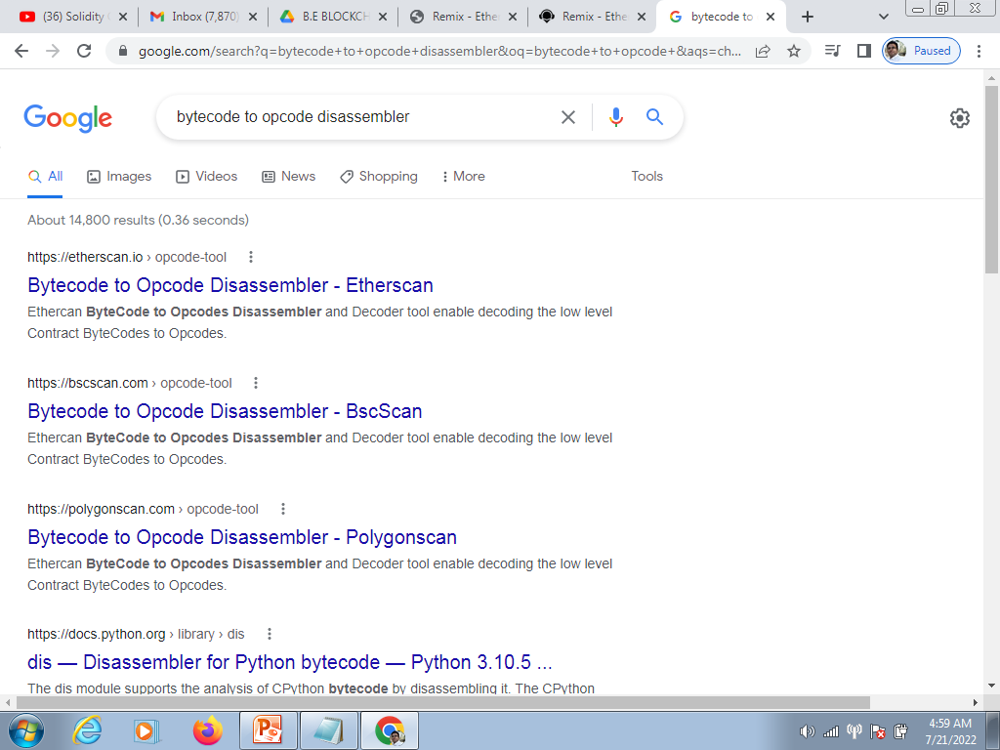 (36) Solidity
Inbox (7,870)
B.E BLOCKCH
Remix - Ethe
Remix - Ethe
bytecode to
google.com/search?q=bytecode+to+opcode+disassembler&oq=bytecode+to+opcode+&aqs=ch...
Paused
Google
bytecode to opcode disassembler
All Images Videos News Shopping More Tools
About 14,800 results (0.36 seconds)
https://etherscan.io › opcode-tool
Bytecode to Opcode Disassembler - Etherscan
Ethercan ByteCode to Opcodes Disassembler and Decoder tool enable decoding the low level
Contract ByteCodes to Opcodes.
https://bscscan.com › opcode-tool
Bytecode to Opcode Disassembler - BscScan
Ethercan ByteCode to Opcodes Disassembler and Decoder tool enable decoding the low level
Contract ByteCodes to Opcodes.
https://polygonscan.com › opcode-tool
Bytecode to Opcode Disassembler - Polygonscan
Ethercan ByteCode to Opcodes Disassembler and Decoder tool enable decoding the low level
Contract ByteCodes to Opcodes.
https://docs.python.org › library › dis
dis — Disassembler for Python bytecode — Python 3.10.5 ...
The dis module supports the analysis of CPython bytecode by disassembling it. The CPython
4:59 AM
7/21/2022